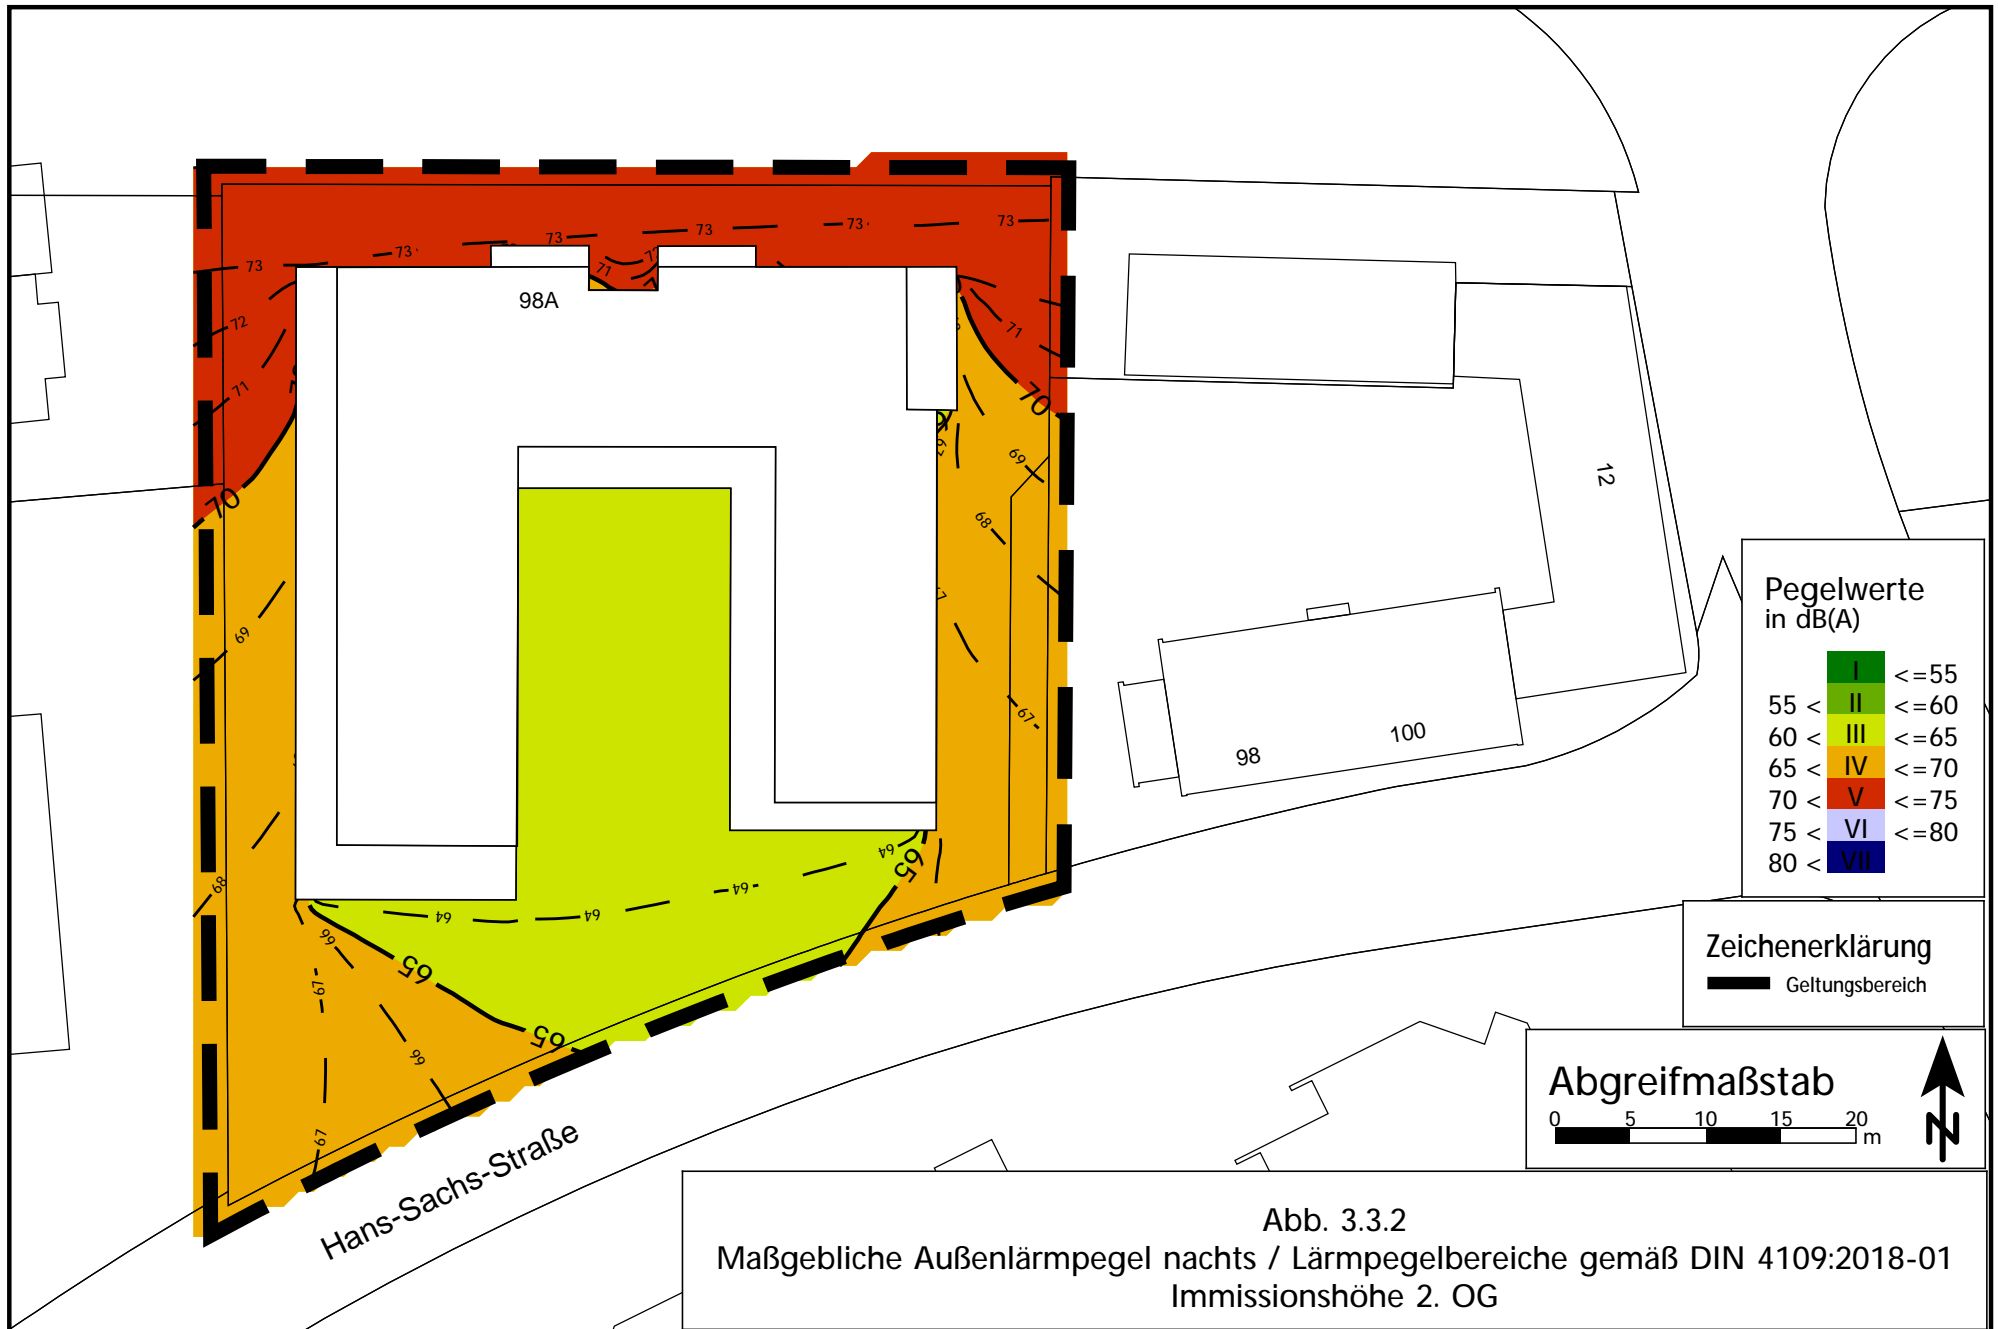 73
73
73
73
73
73
72
71
71
72
71
98A
70
70
69
68
67
69
68
67
12
98
100
64
64
64
64
65
65
65
66
66
67
67
Hans-Sachs-Straße
Pegelwerte
in dB(A)
I <=55
55 < II <=60
60 < III <=65
65 < IV <=70
70 < V <=75
75 < VI <=80
80 < VII
Zeichenerklärung
Geltungsbereich
Abgreifmaßstab
0 5 10 15 20
m
N
Abb. 3.3.2
Maßgebliche Außenlärmpegel nachts / Lärmpegelbereiche gemäß DIN 4109:2018-01
Immissionshöhe 2. OG